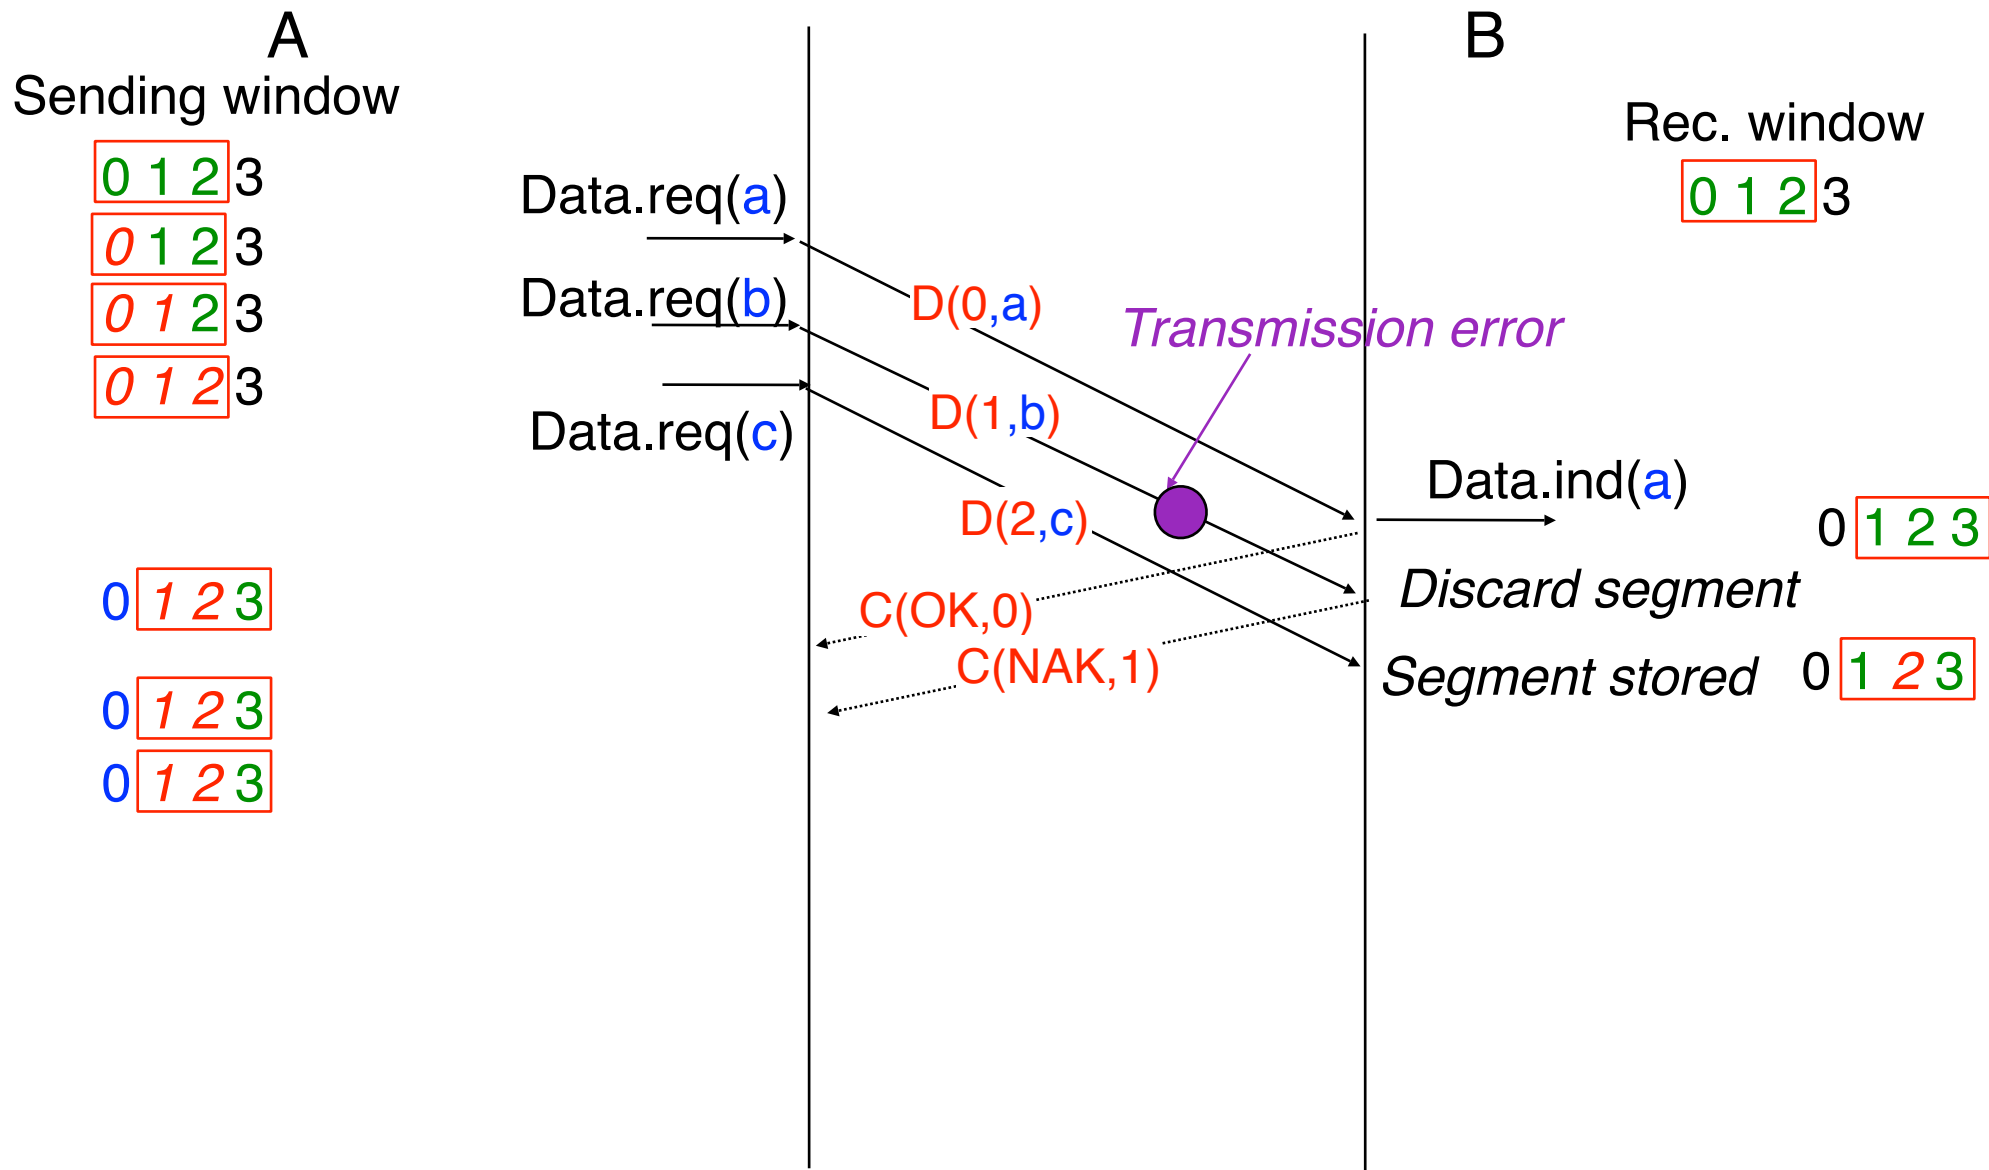 A
B
Sending window
Rec. window
0 1 2 3
Data.req(a)
0 1 2 3
0 1 2 3
Data.req(b)
D(0,a)
0 1 2 3
Transmission error
0 1 2 3
D(1,b)
Data.req(c)
Data.ind(a)
D(2,c)
0 1 2 3
Discard segment
0 1 2 3
C(OK,0)
C(NAK,1)
Segment stored
0 1 2 3
0 1 2 3
0 1 2 3